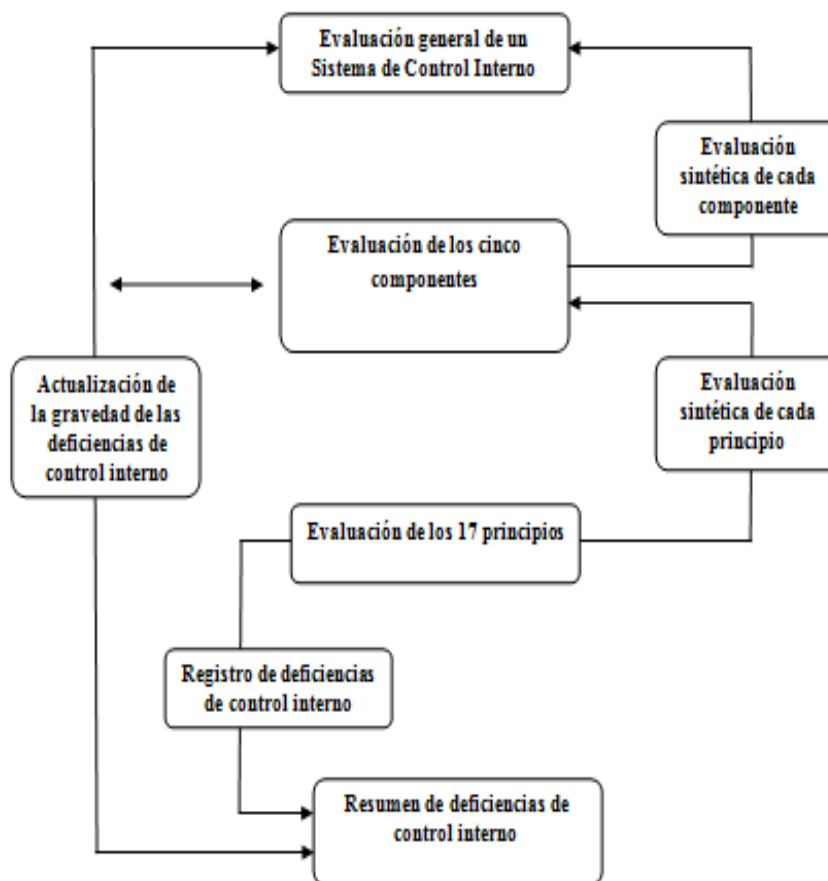 Evaluación general de un
Sistema de Control Interno
Evaluación
sintética de cada
componente
Evaluación de los cinco
componentes
Actualización de
la gravedad de las
deficiencias de
control interno
Evaluación
sintética de cada
principio
Evaluación de los 17 principios
Registro de deficiencias
de control interno
Resumen de deficiencias de
control interno